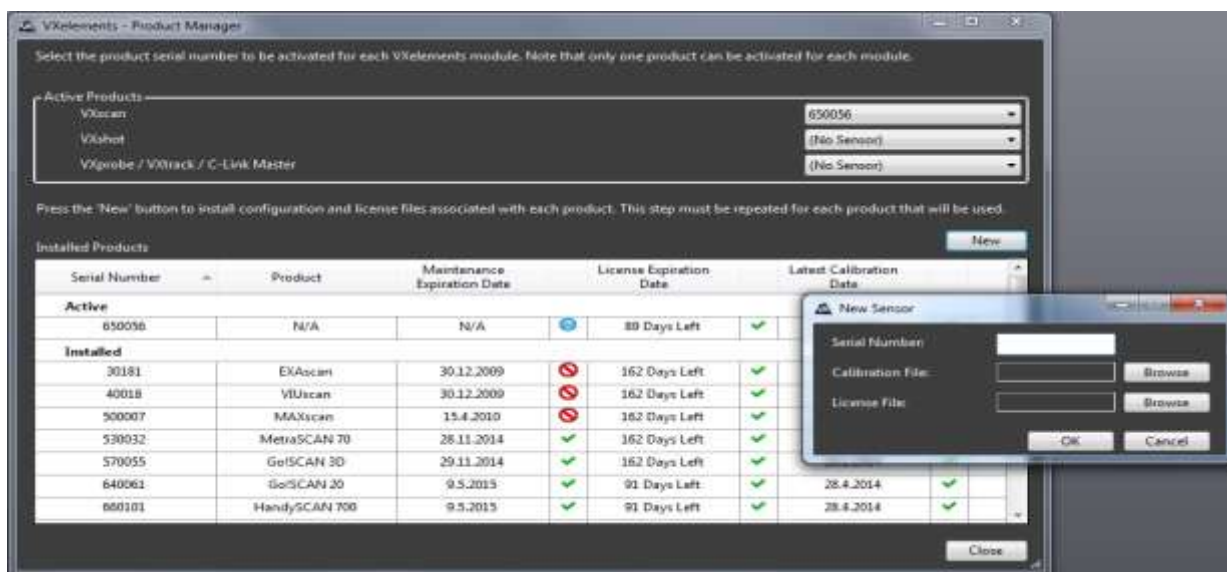 VXelements - Product Manager
Select the product serial number to be activated for each VXelements module. Note that only one product can be activated for each module.
Active Products
VXscan 650056
VXshot (No Sensor)
VXprobe / VXtrack / C-Link Master (No Sensor)
Press the 'New' button to install configuration and license files associated with each product. This step must be repeated for each product that will be used.
New
Installed Products
Serial Number Product Maintenance Expiration Date License Expiration Date Latest Calibration Date
Active
650056 N/A N/A 89 Days Left
Installed
30181 EXAscan 30.12.2009 162 Days Left
40018 VIUscan 30.12.2009 162 Days Left
500007 MAXscan 15.4.2010 162 Days Left
530032 MetraSCAN 70 28.11.2014 162 Days Left
570055 Go!SCAN 3D 29.11.2014 162 Days Left
640061 Go!SCAN 20 9.5.2015 91 Days Left 28.4.2014
660101 HandySCAN 700 9.5.2015 91 Days Left 28.4.2014
Close
New Sensor
Serial Number:
Calibration File: Browse
License File: Browse
OK Cancel